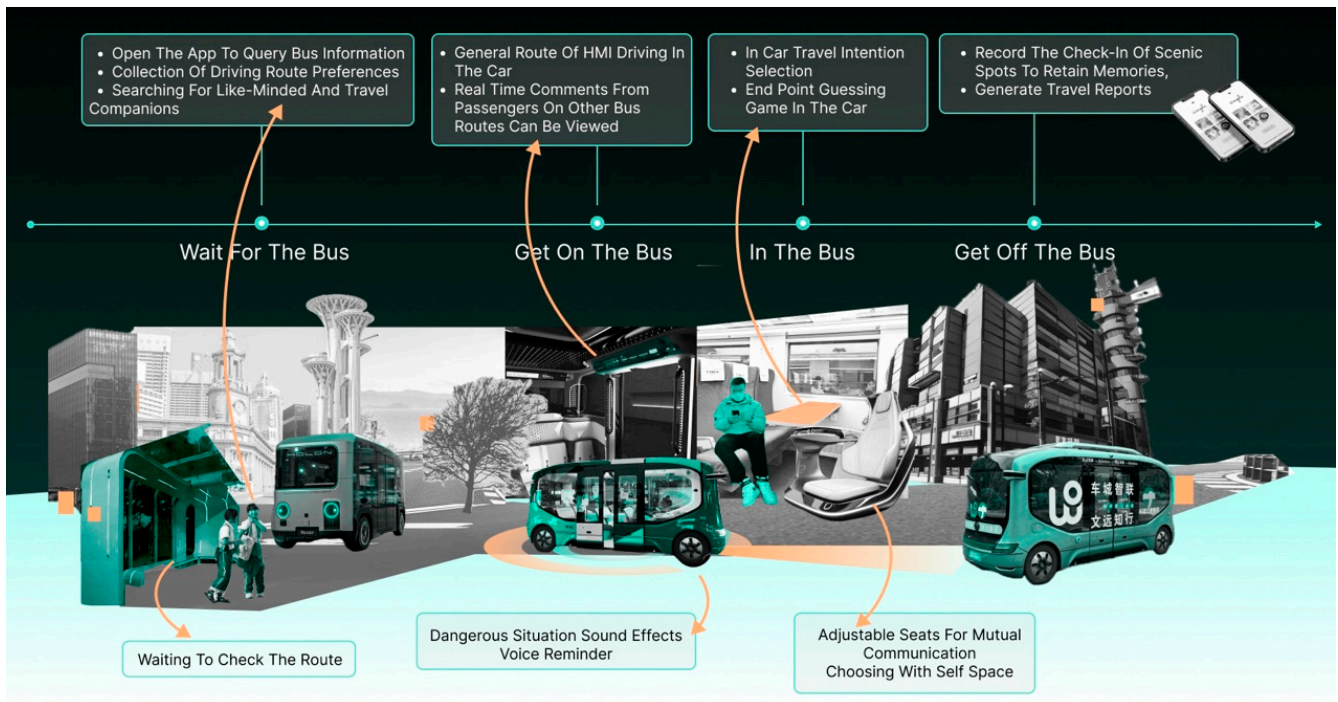 • Open The App To Query Bus Information
• Collection Of Driving Route Preferences
• Searching For Like-Minded And Travel
Companions
• General Route Of HMI Driving In
The Car
• Real Time Comments From
Passengers On Other Bus
Routes Can Be Viewed
• In Car Travel Intention
Selection
• End Point Guessing
Game In The Car
• Record The Check-In Of Scenic
Spots To Retain Memories,
• Generate Travel Reports
Wait For The Bus
Get On The Bus
In The Bus
Get Off The Bus
车城智联
文远知行
Waiting To Check The Route
Dangerous Situation Sound Effects
Voice Reminder
Adjustable Seats For Mutual
Communication
Choosing With Self Space